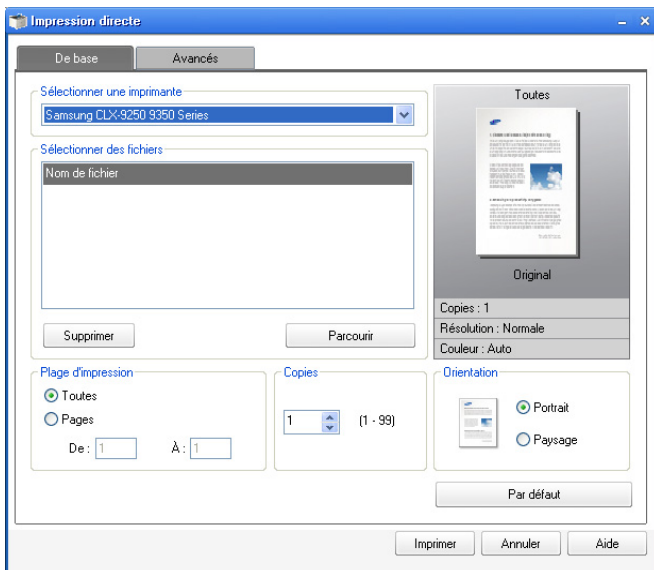 Impression directe
De base
Avancés
Sélectionner une imprimante
Samsung CLX-9250 9350 Series
Sélectionner des fichiers
Nom de fichier
Supprimer
Parcourir
Toutes
Original
Copies : 1
Résolution : Normale
Couleur : Auto
Plage d'impression
Toutes
Pages
De : 1
À : 1
Copies
1
(1 - 99)
Orientation
Portrait
Paysage
Par défaut
Imprimer
Annuler
Aide